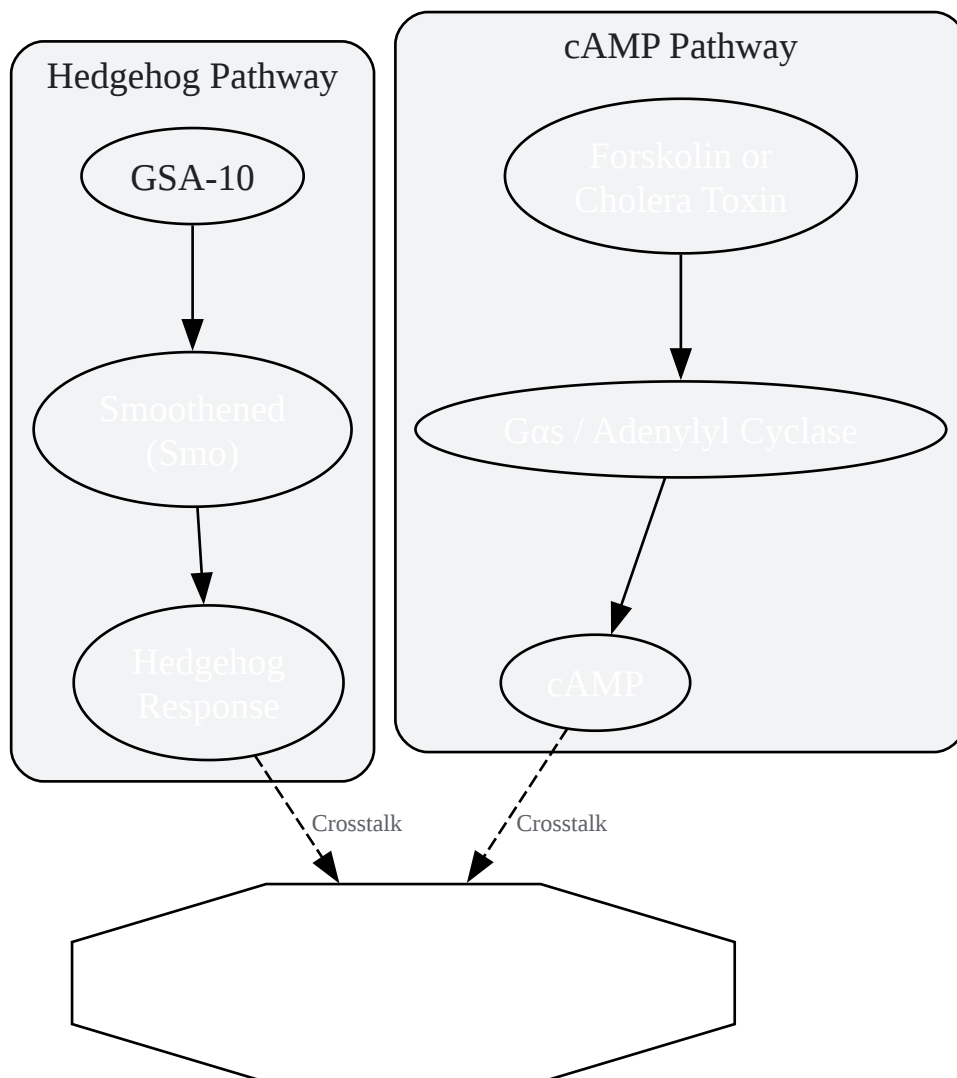 Hedgehog Pathway
GSA-10
Smoothened
(Smo)
Hedgehog
Response
cAMP Pathway
Forskolin or
Cholera Toxin
Gαs / Adenylyl Cyclase
cAMP
Crosstalk
Crosstalk